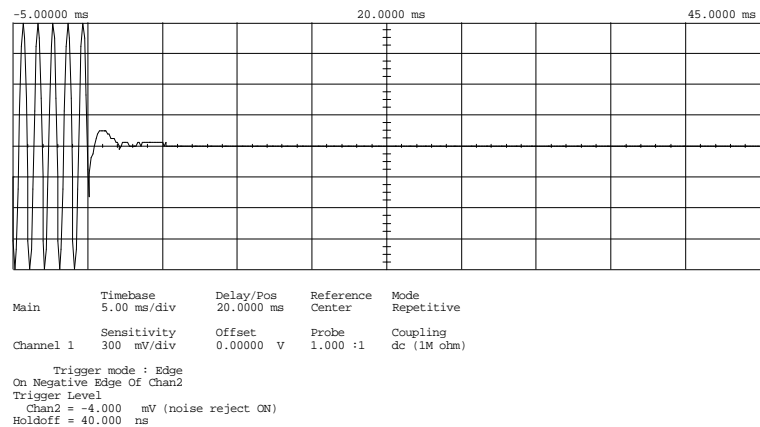 -5.00000 ms 20.0000 ms 45.0000 ms
Timebase Delay/Pos Reference Mode
Main 5.00 ms/div 20.0000 ms Center Repetitive
Sensitivity Offset Probe Coupling
Channel 1 300 mV/div 0.00000 V 1.000 :1 dc (1M ohm)
Trigger mode : Edge
On Negative Edge Of Chan2
Trigger Level
Chan2 = -4.000 mV (noise reject ON)
Holdoff = 40.000 ns